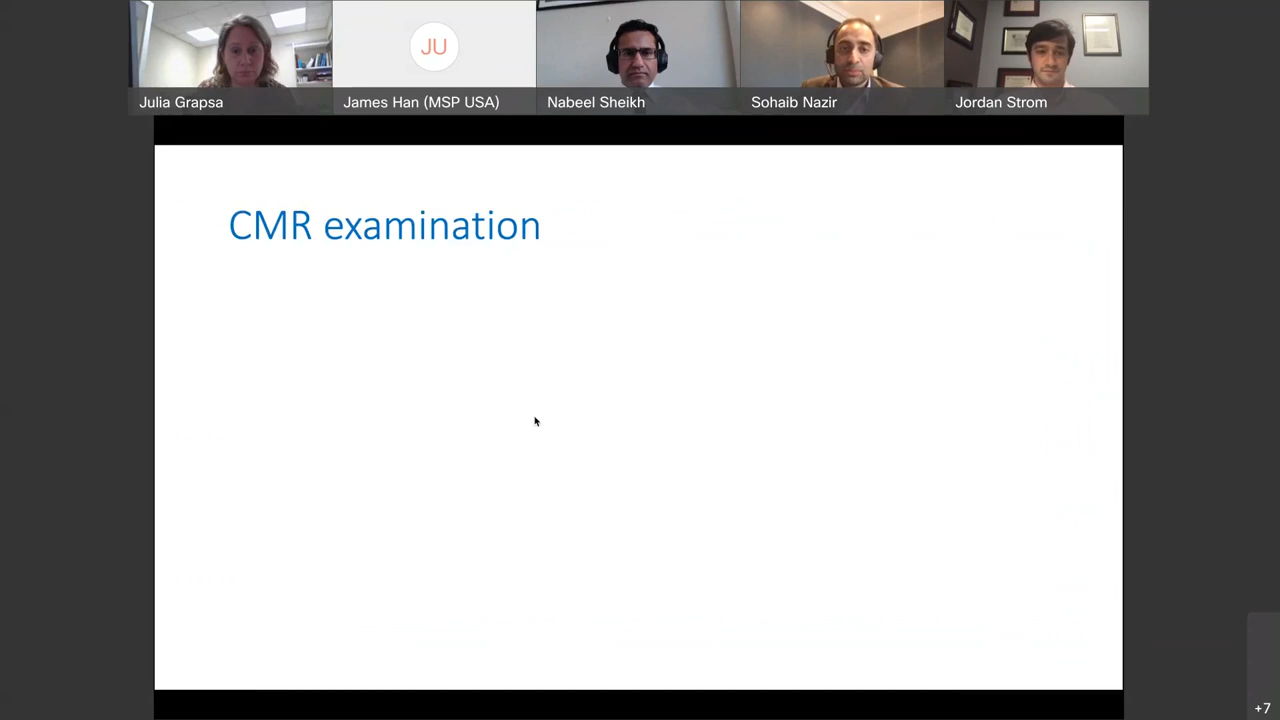 JU
Julia Grapsa
James Han (MSP USA)
Nabeel Sheikh
Sohaib Nazir
Jordan Strom
CMR examination
+7